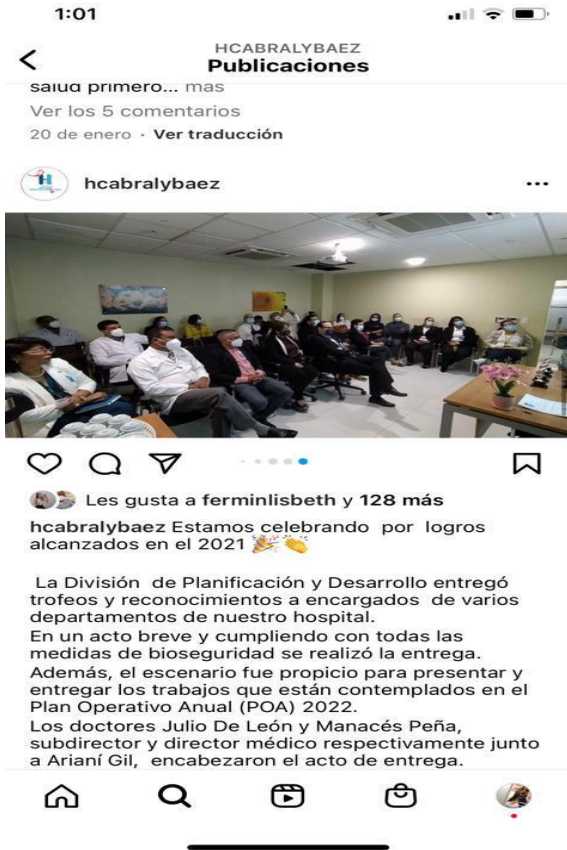 1:01
HCABRALYBAEZ
Publicaciones
salud primero... más
Ver los 5 comentarios
20 de enero · Ver traducción
H
hcabralybaez
Les gusta a ferminlisbeth y 128 más
hcabralybaez Estamos celebrando por logros
alcanzados en el 2021 🎉👏
La División de Planificación y Desarrollo entregó
trofeos y reconocimientos a encargados de varios
departamentos de nuestro hospital.
En un acto breve y cumpliendo con todas las
medidas de bioseguridad se realizó la entrega.
Además, el escenario fue propicio para presentar y
entregar los trabajos que están contemplados en el
Plan Operativo Anual (POA) 2022.
Los doctores Julio De León y Manacés Peña,
subdirector y director médico respectivamente junto
a Arianí Gil, encabezaron el acto de entrega.